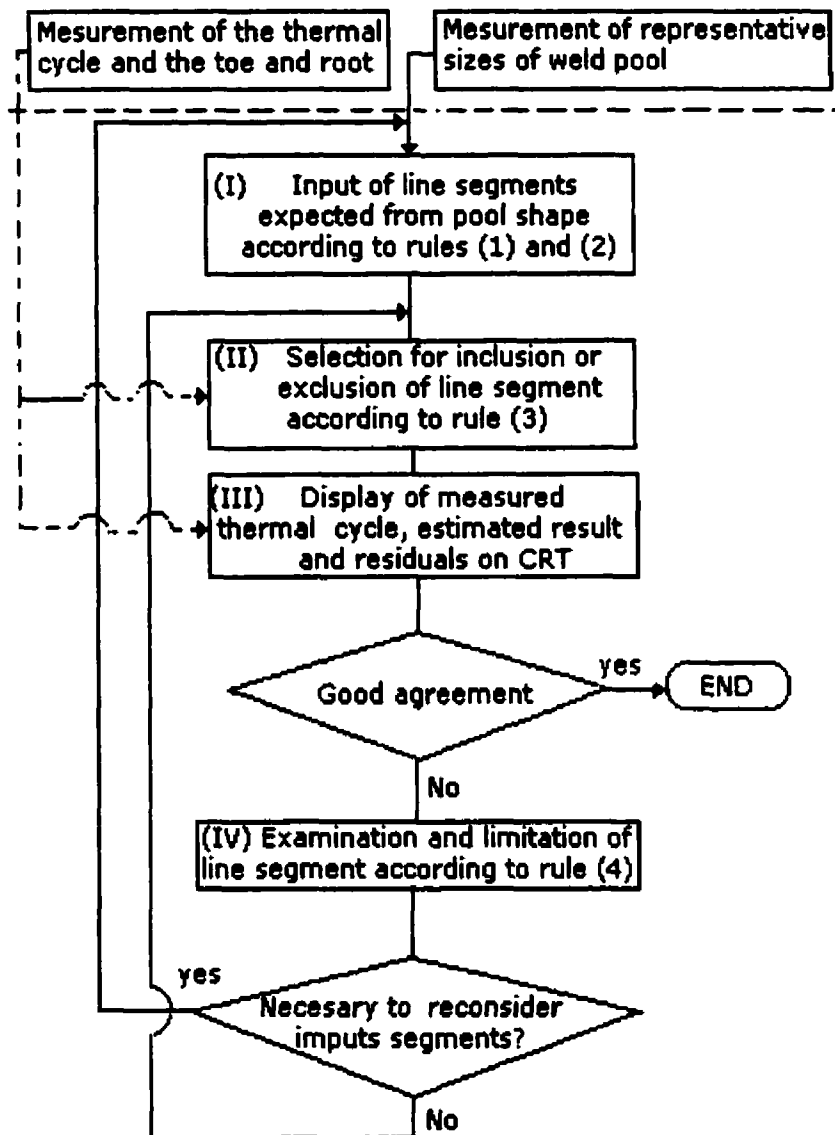 Mesurement of the thermal
cycle and the toe and root
Mesurement of representative
sizes of weld pool
(I) Input of line segments
expected from pool shape
according to rules (1) and (2)
(II) Selection for inclusion or
exclusion of line segment
according to rule (3)
(III) Display of measured
thermal cycle, estimated result
and residuals on CRT
Good agreement
yes
END
No
(IV) Examination and limitation of
line segment according to rule (4)
yes
Necesary to reconsider
imputs segments?
No